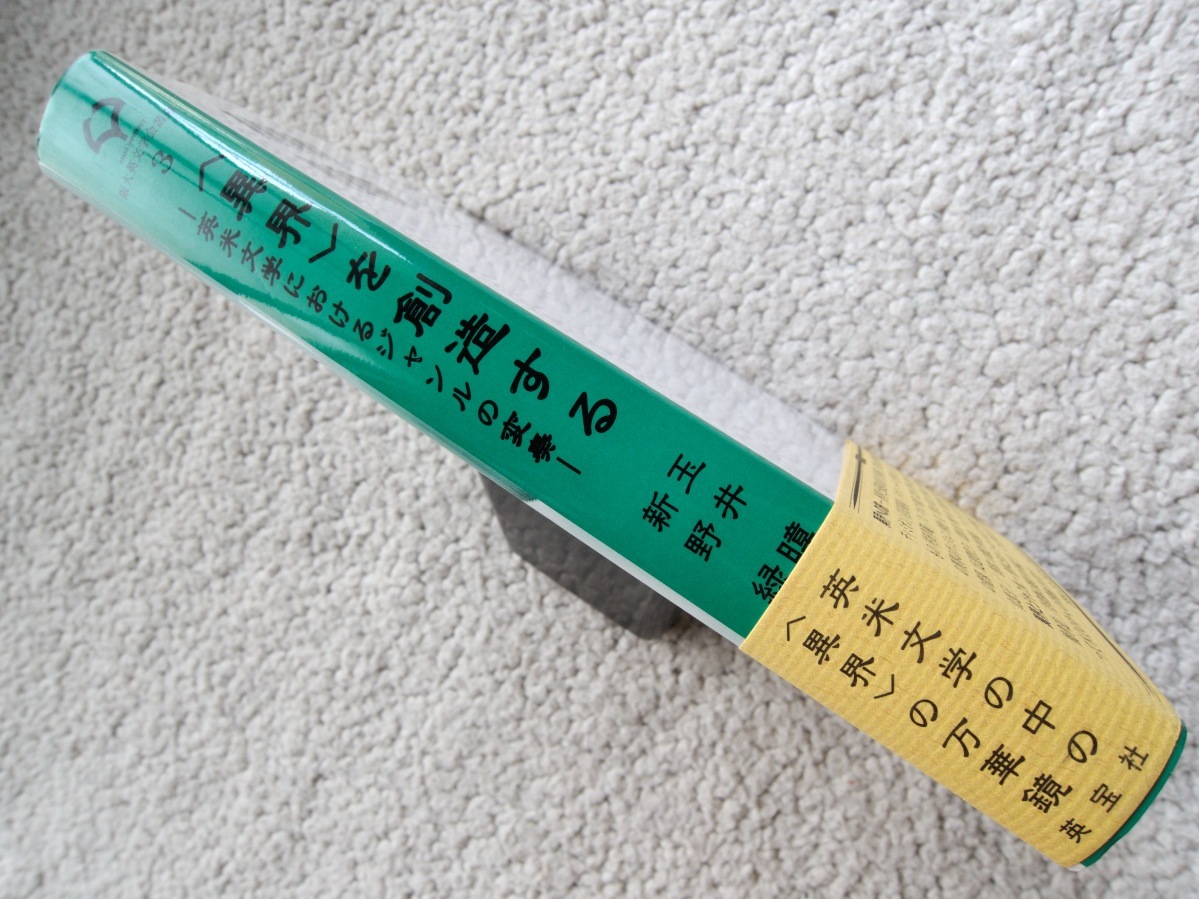 3
〈異界〉を創造する
―英米文学におけるジャンルの変奏―
玉井 暲
新野 緑
英米文学の中の
〈異界〉の万華鏡
英宝社